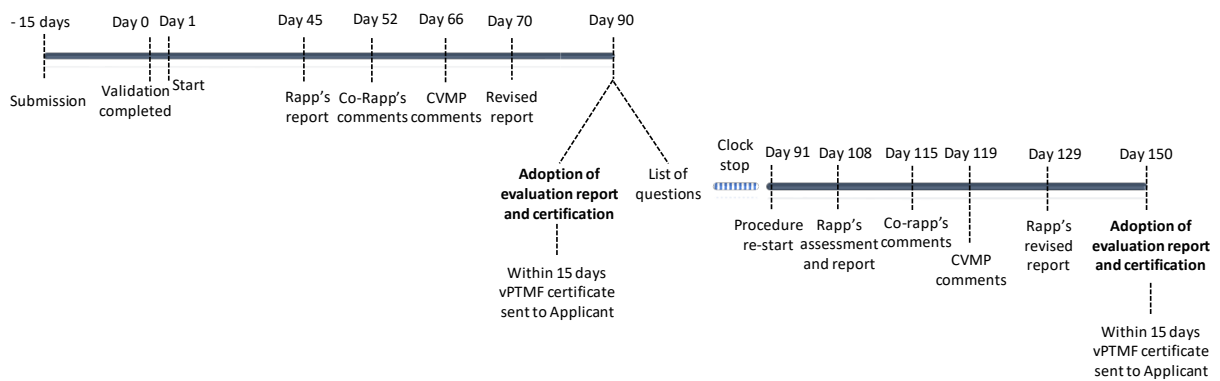 - 15 days
Day 0
Day 1
Day 45
Day 52
Day 66
Day 70
Day 90
Submission
Validation
completed
Start
Rapp's
report
Co-Rapp's
comments
CVMP
comments
Revised
report
Adoption of
evaluation report
and certification
List of
questions
Within 15 days
vPTMF certificate
sent to Applicant
Clock
stop
Day 91
Day 108
Day 115
Day 119
Day 129
Day 150
Procedure
re-start
Rapp's
assessment
and report
Co-rapp's
comments
CVMP
comments
Rapp's
revised
report
Adoption of
evaluation report
and certification
Within 15 days
vPTMF certificate
sent to Applicant